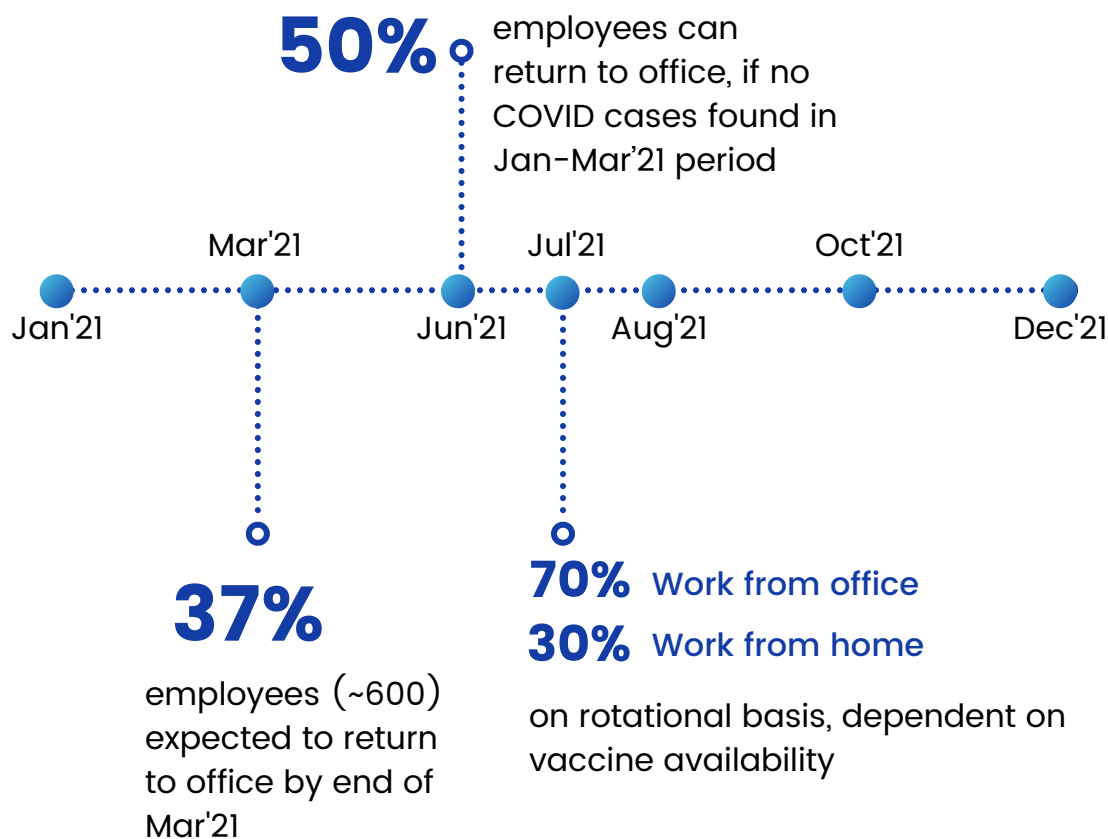 50%
employees can
return to office, if no
COVID cases found in
Jan-Mar’21 period
Mar'21
Jul'21
Oct'21
Jan'21
Jun'21
Aug'21
Dec'21
37%
employees (~600)
expected to return
to office by end of
Mar'21
70% Work from office
30% Work from home
on rotational basis, dependent on
vaccine availability